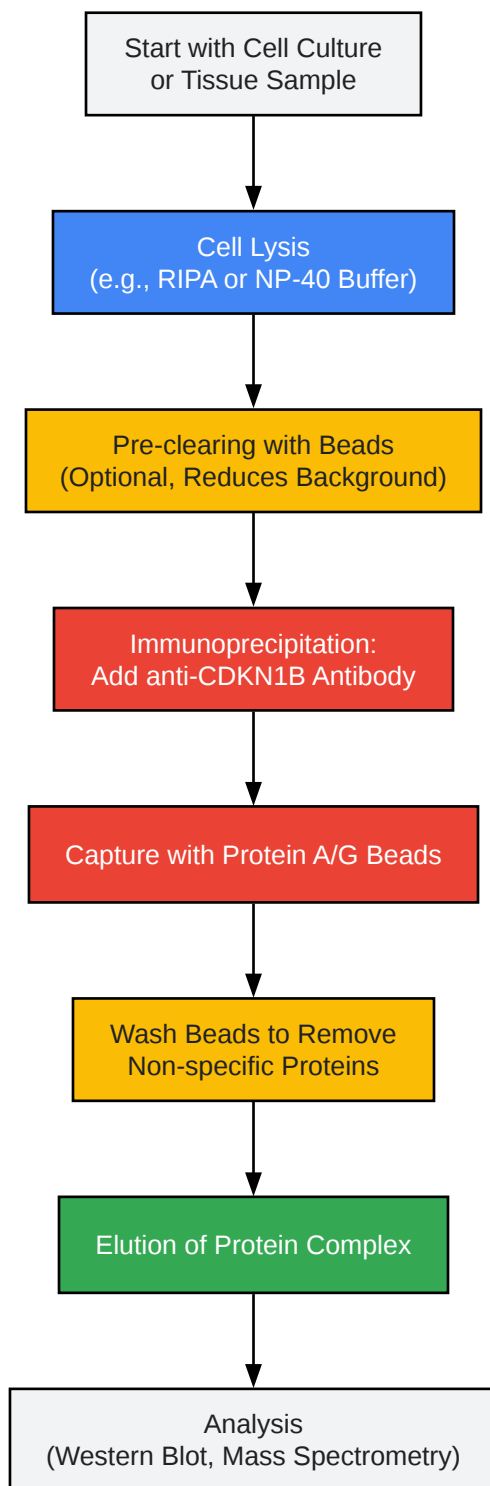 Start with Cell Culture
or Tissue Sample
Cell Lysis
(e.g., RIPA or NP-40 Buffer)
Pre-clearing with Beads
(Optional, Reduces Background)
Immunoprecipitation:
Add anti-CDKN1B Antibody
Capture with Protein A/G Beads
Wash Beads to Remove
Non-specific Proteins
Elution of Protein Complex
Analysis
(Western Blot, Mass Spectrometry)